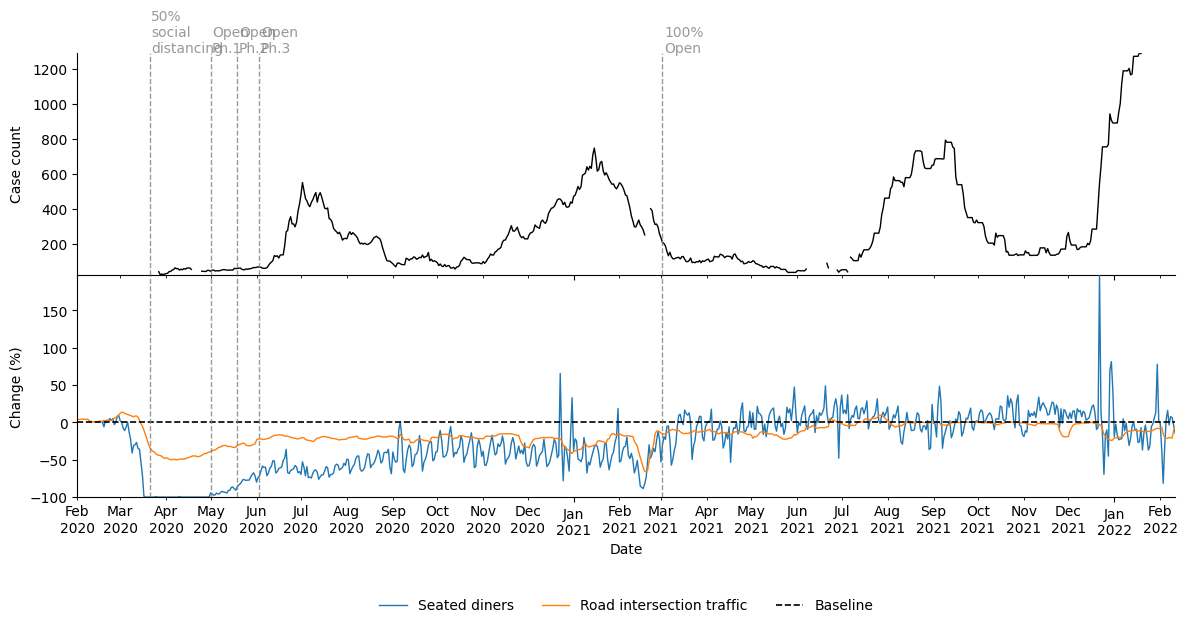 50%
social
distancing
Open
Ph.1
Open
Ph.2
Open
Ph.3
100%
Open
Case count
1200
1000
800
600
400
200
Change (%)
150
100
50
0
−50
−100
Feb Mar Apr May Jun Jul Aug Sep Oct Nov Dec Jan Feb Mar Apr May Jun Jul Aug Sep Oct Nov Dec Jan Feb
2020 2020 2020 2020 2020 2020 2020 2020 2020 2020 2020 2021 2021 2021 2021 2021 2021 2021 2021 2021 2021 2021 2021 2022 2022
Date
Seated diners Road intersection traffic Baseline